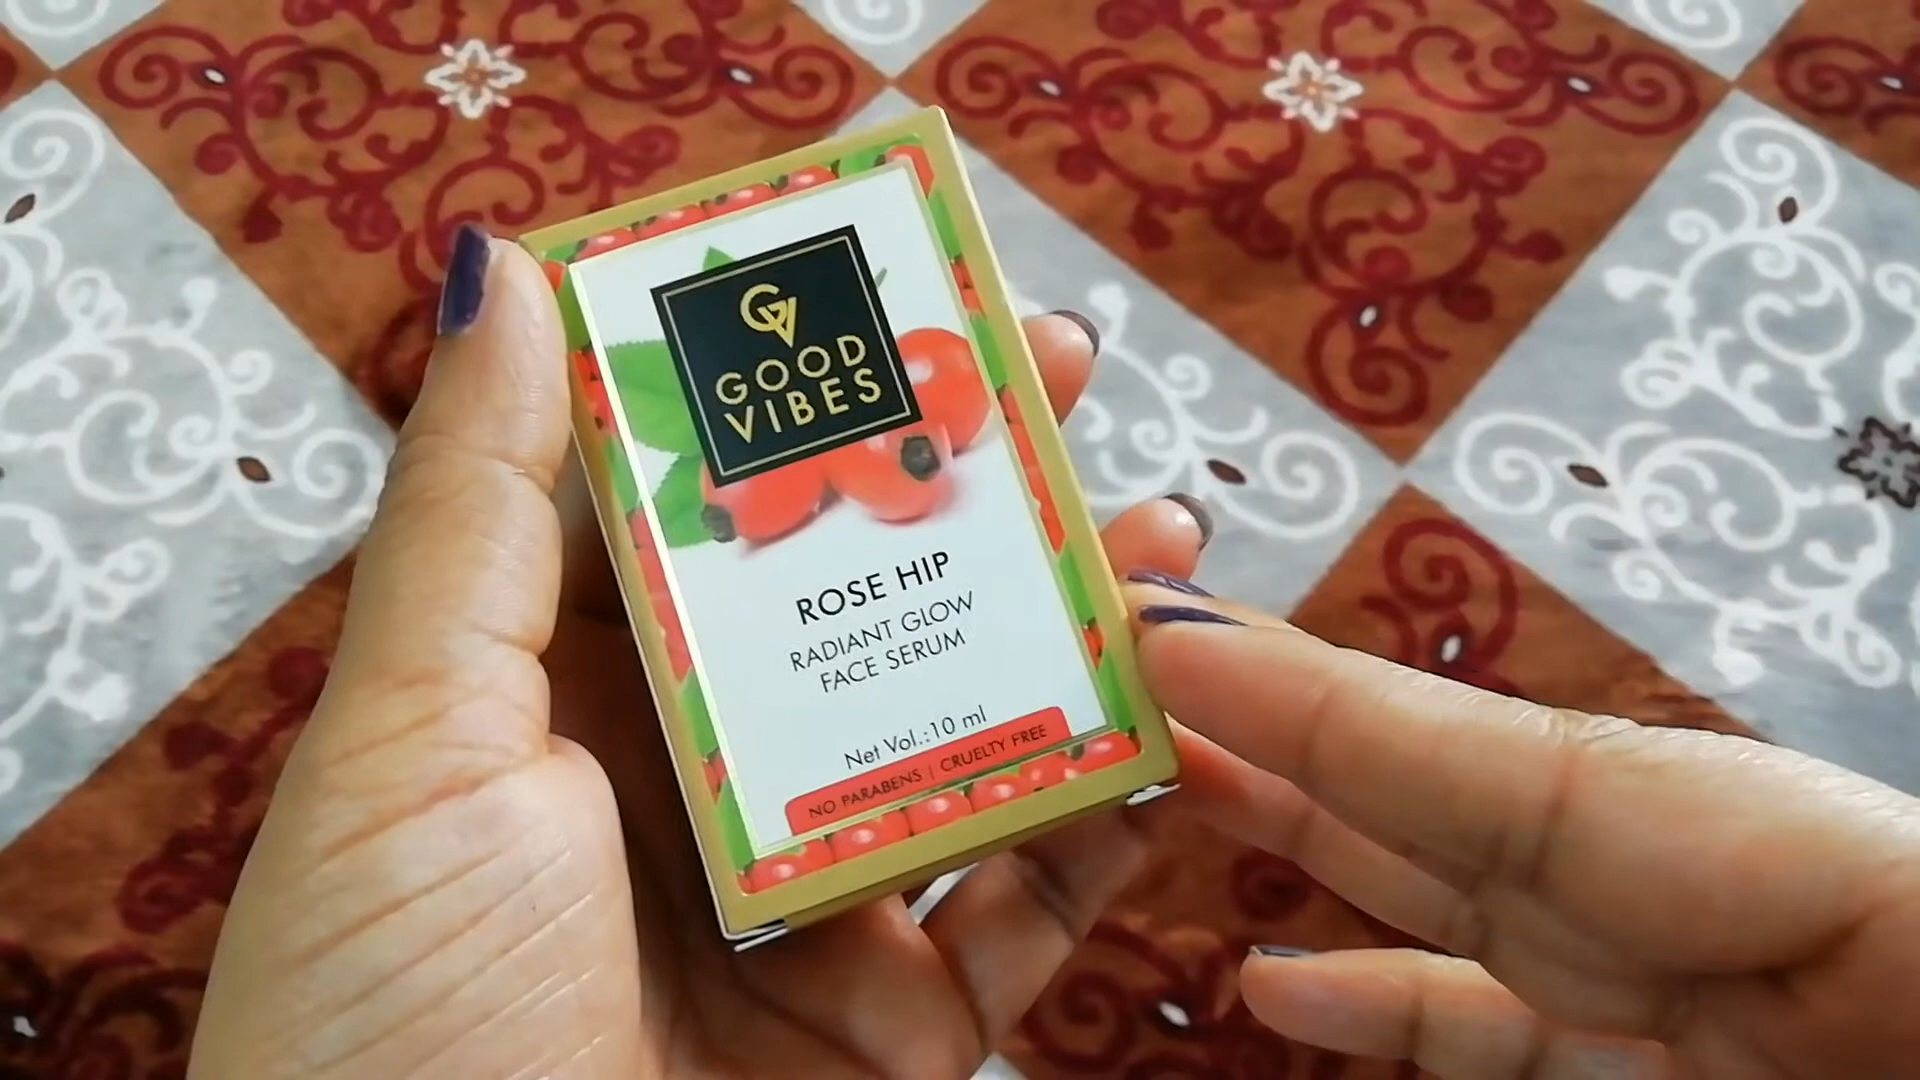 GV
GOOD
VIBES
ROSE HIP
RADIANT GLOW
FACE SERUM
Net Vol.:10 ml
NO PARABENS | CRUELTY FREE